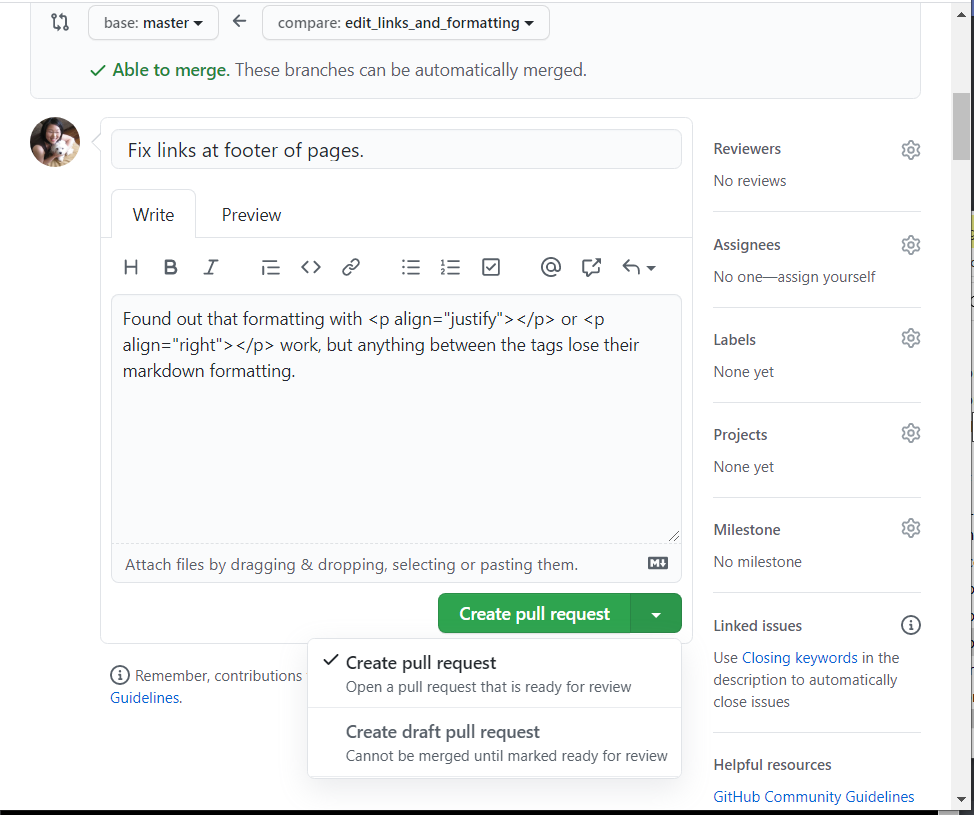 base: master
compare: edit_links_and_formatting
Able to merge. These branches can be automatically merged.
Fix links at footer of pages.
Write
Preview
H B I
Found out that formatting with <p align="justify"></p> or <p
align="right"></p> work, but anything between the tags lose their
markdown formatting.
Attach files by dragging & dropping, selecting or pasting them.
Create pull request
Create pull request
Open a pull request that is ready for review
Create draft pull request
Cannot be merged until marked ready for review
Remember, contributions
Guidelines.
Reviewers
No reviews
Assignees
No one—assign yourself
Labels
None yet
Projects
None yet
Milestone
No milestone
Linked issues
Use Closing keywords in the
description to automatically
close issues
Helpful resources
GitHub Community Guidelines